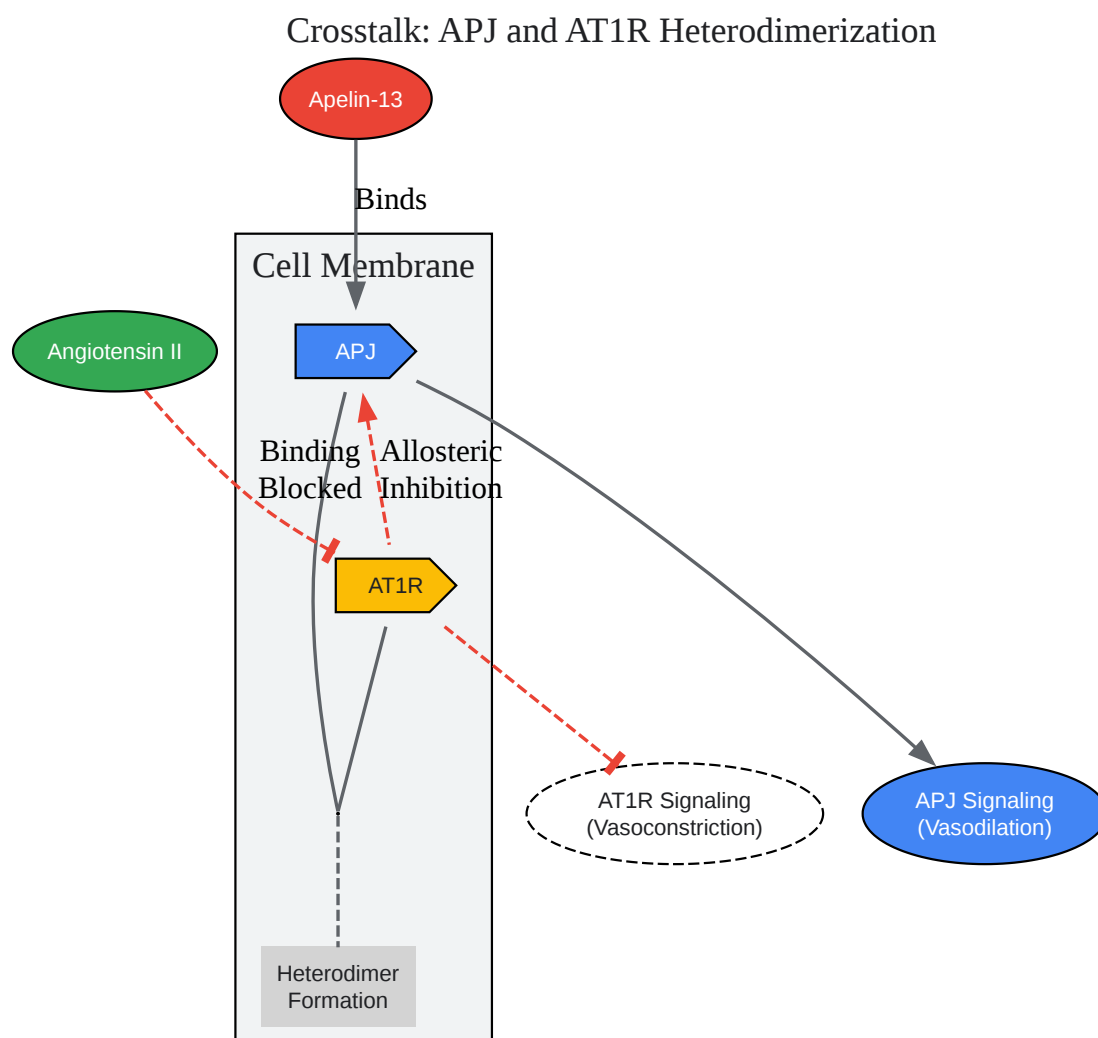 Crosstalk: APJ and AT1R Heterodimerization
Apelin-13
Binds
Cell Membrane
Angiotensin II
APJ
Binding
Blocked
Allosteric
Inhibition
AT1R
AT1R Signaling
(Vasoconstriction)
APJ Signaling
(Vasodilation)
Heterodimer
Formation